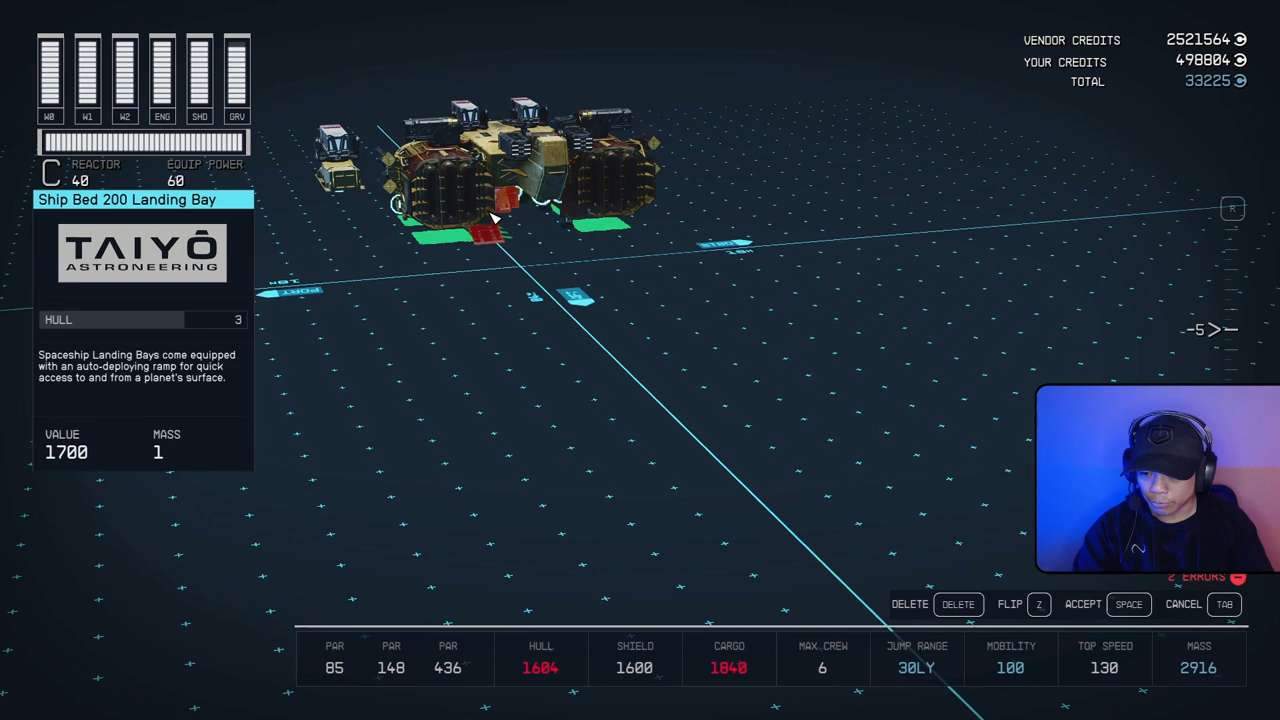 VENDOR CREDITS 2521564
YOUR CREDITS 498804
TOTAL 33225
W0 W1 W2 ENG SHD GRV
C REACTOR 40 EQUIP POWER 60
Ship Bed 200 Landing Bay
TAIYŌ
ASTRONEERING
HULL 3
Spaceship Landing Bays come equipped
with an auto-deploying ramp for quick
access to and from a planet's surface.
VALUE MASS
1700 1
R
-5
PORT
2 ERRORS
DELETE DELETE FLIP Z ACCEPT SPACE CANCEL TAB
PAR PAR PAR HULL SHIELD CARGO MAX CREW JUMP RANGE MOBILITY TOP SPEED MASS
85 148 436 1604 1600 1840 6 30LY 100 130 2916